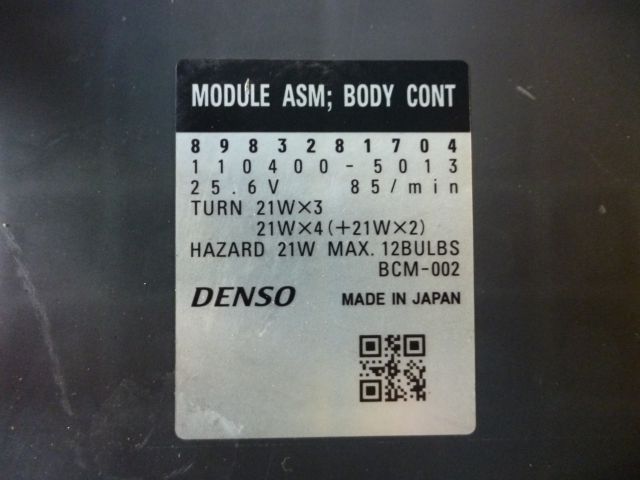 MODULE ASM; BODY CONT
8983281704
110400-5013
25.6V 85/min
TURN 21W×3
21W×4(+21W×2)
HAZARD 21W MAX. 12BULBS
BCM-002
DENSO MADE IN JAPAN